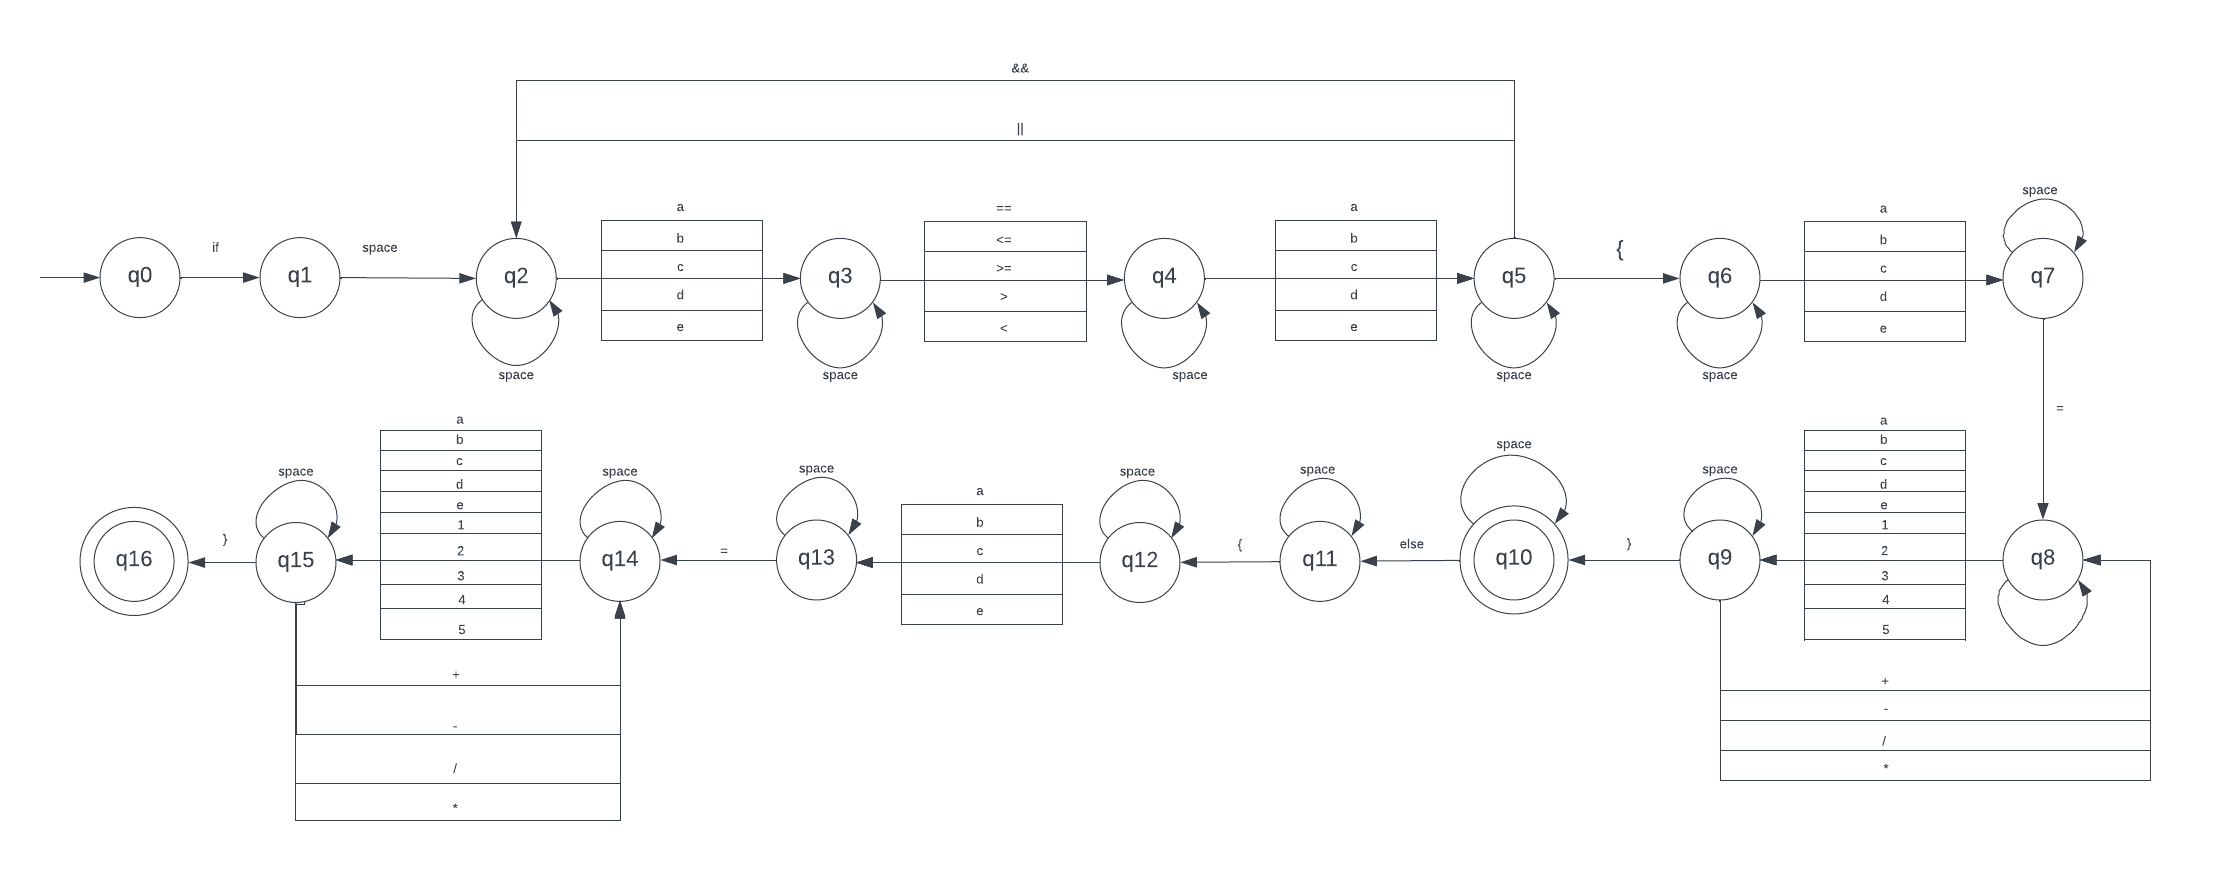 &&
||
space
a
a
a
==
b
b
b
b
<=
if
space
{
q0
q1
q2
c
q3
>=
q4
c
q5
q6
c
q7
d
>
d
d
e
<
e
e
space
space
space
space
space
=
a
a
b
b
space
c
c
space
space
space
space
space
space
d
d
a
e
e
1
b
1
}
=
{
else
}
q16
q15
2
q14
q13
c
q12
q11
q10
q9
2
q8
3
d
3
4
e
4
5
5
+
+
-
-
/
/
*
*